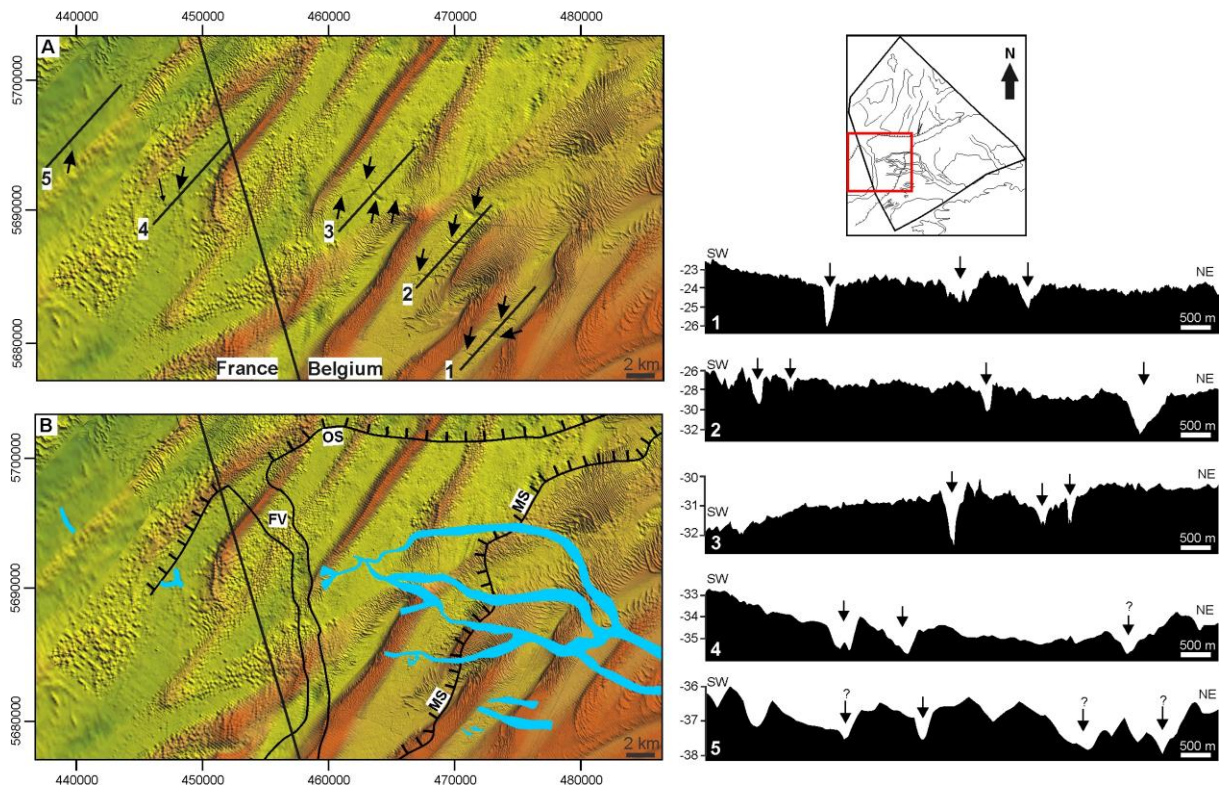 440000 450000 460000 470000 480000
A
5700000
5690000
5680000
5
4
3
2
1
France Belgium
2 km
B
5700000
5690000
5680000
OS
FV
MS
MS
2 km
440000 450000 460000 470000 480000
N
SW NE
-23
-24
-25
-26
1
500 m
SW NE
-26
-28
-30
-32
2
500 m
-30
-31
-32
SW NE
3
500 m
SW NE
-33
-34
-35
?
4
500 m
SW NE
-36
-37
-38
? ? ?
5
500 m